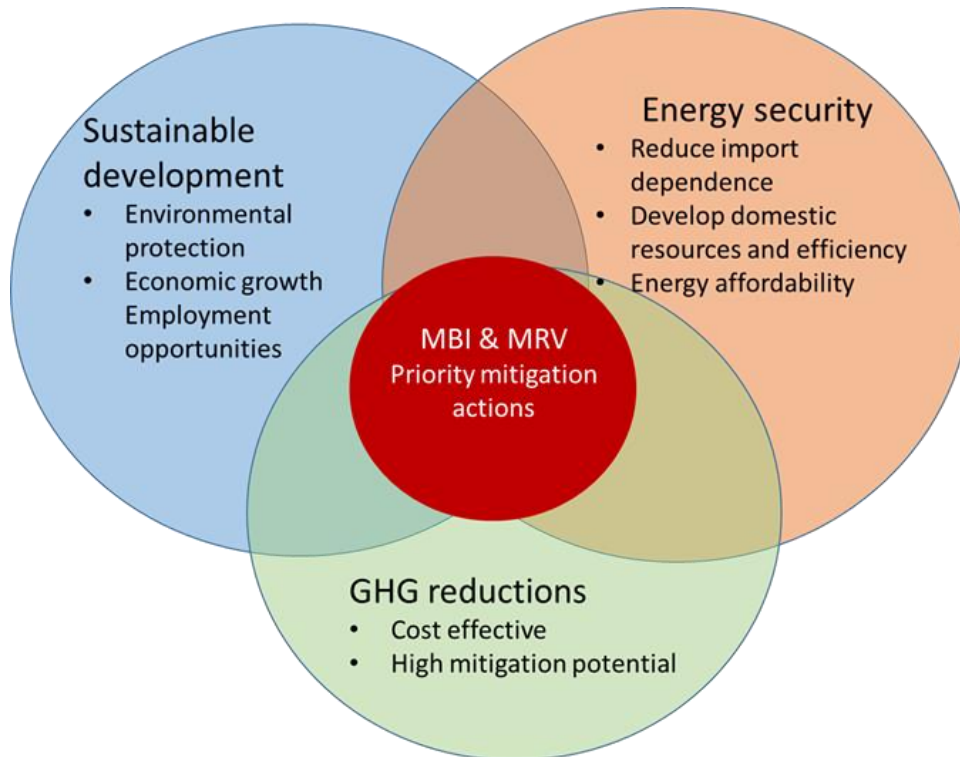 Sustainable
development
• Environmental
protection
• Economic growth
Employment
opportunities
Energy security
• Reduce import
dependence
• Develop domestic
resources and efficiency
• Energy affordability
MBI & MRV
Priority mitigation
actions
GHG reductions
• Cost effective
• High mitigation potential